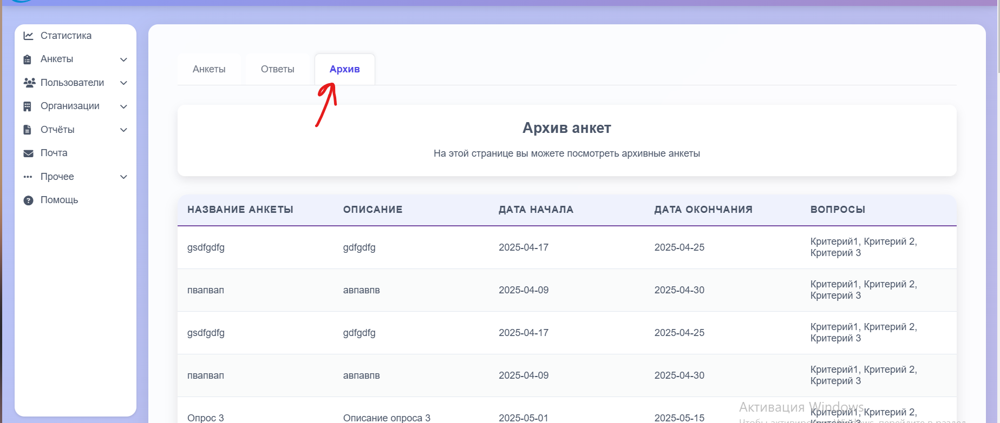 Статистика
Анкеты
Пользователи
Организации
Отчёты
Почта
Прочее
Помощь
Анкеты Ответы Архив
Архив анкет
На этой странице вы можете посмотреть архивные анкеты
НАЗВАНИЕ АНКЕТЫ ОПИСАНИЕ ДАТА НАЧАЛА ДАТА ОКОНЧАНИЯ ВОПРОСЫ
gsdfgdfg gdfgdfg 2025-04-17 2025-04-25 Критерий1, Критерий 2,
Критерий 3
пвапвап авпавпв 2025-04-09 2025-04-30 Критерий1, Критерий 2,
Критерий 3
gsdfgdfg gdfgdfg 2025-04-17 2025-04-25 Критерий1, Критерий 2,
Критерий 3
пвапвап авпавпв 2025-04-09 2025-04-30 Критерий1, Критерий 2,
Критерий 3
Опрос 3 Описание опроса 3 2025-05-01 2025-05-15 Критерий1, Критерий 2,
Критерий 3
Активация Windows
Чтобы активировать Windows, перейдите в раздел